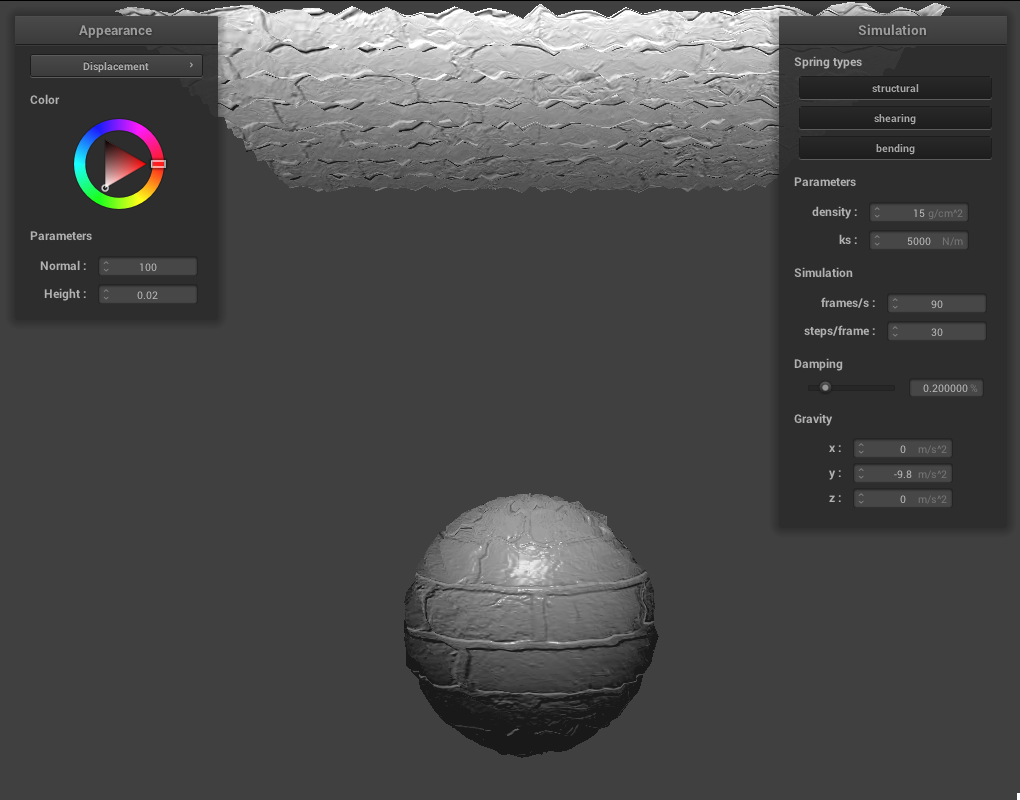 Appearance
Displacement
Color
Parameters
Normal : 100
Height : 0.02
Simulation
Spring types
structural
shearing
bending
Parameters
density : 15 g/cm^2
ks : 5000 N/m
Simulation
frames/s : 90
steps/frame : 30
Damping
0.200000 %
Gravity
x : 0 m/s^2
y : -9.8 m/s^2
z : 0 m/s^2